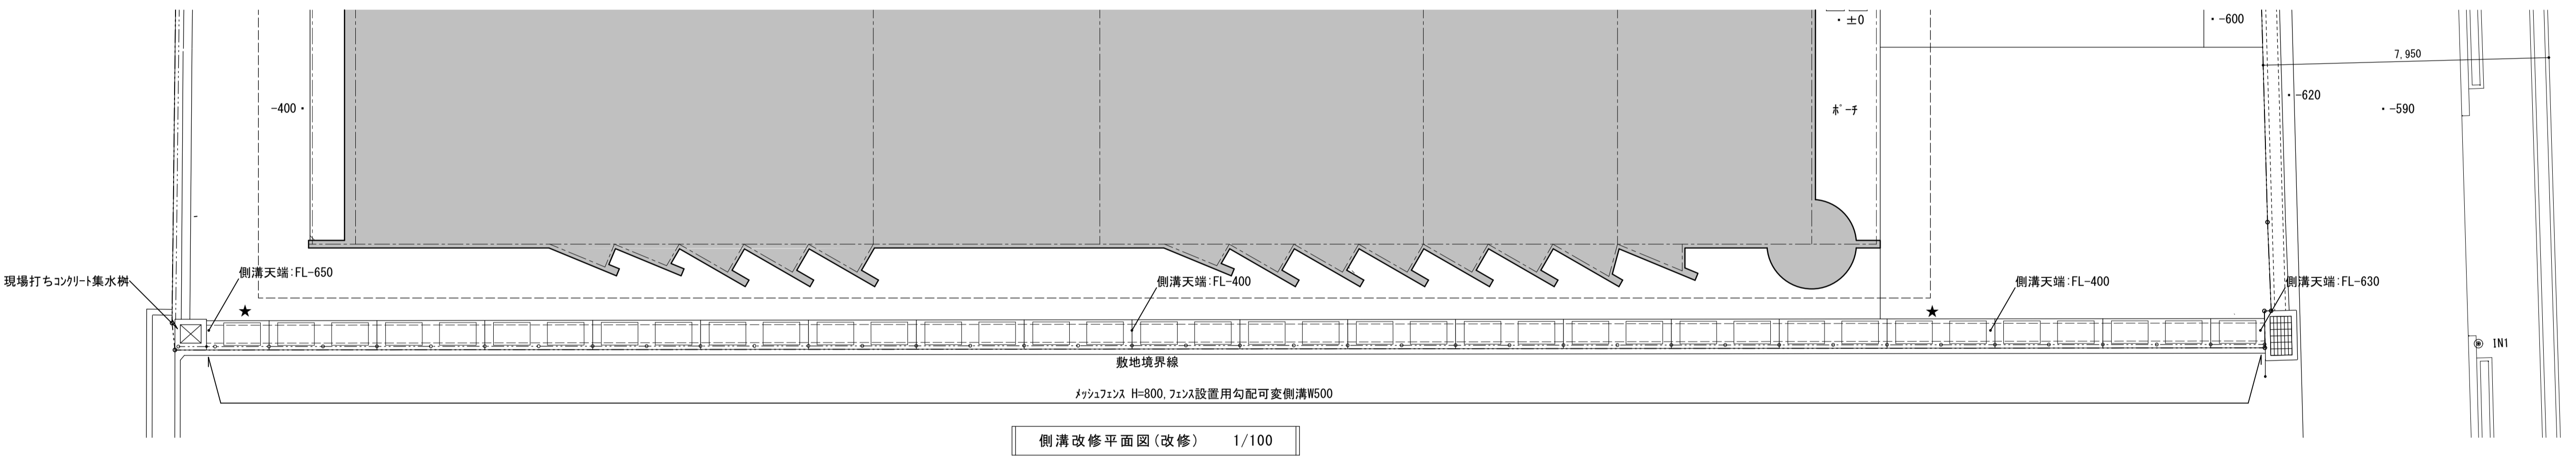 ・±0
・-600
7,950
-400・
ﾎﾟｰﾁ
・-620
・-590
側溝天端:FL-650
側溝天端:FL-400
側溝天端:FL-400
側溝天端:FL-630
現場打ちｺﾝｸﾘｰﾄ集水桝
★
★
IN1
敷地境界線
ﾒｯｼｭﾌｪﾝｽ H=800,ﾌｪﾝｽ設置用勾配可変側溝W500
側溝改修平面図(改修) 1/100